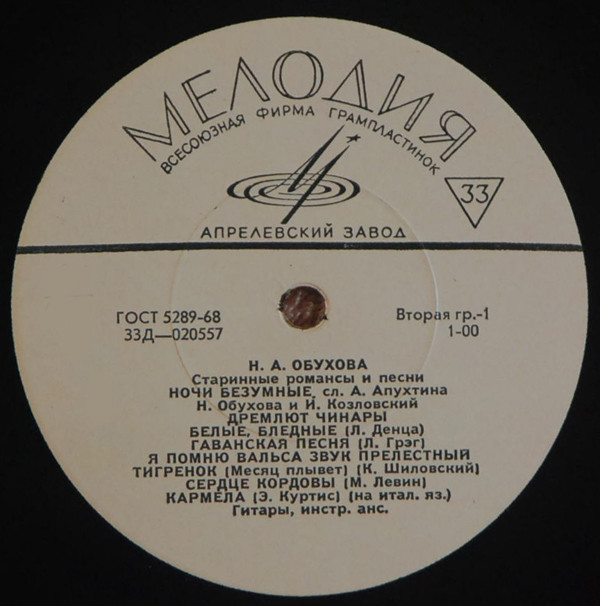 МЕЛОДИЯ
ВСЕСОЮЗНАЯ ФИРМА ГРАМПЛАСТИНОК
33
АПРЕЛЕВСКИЙ ЗАВОД
ГОСТ 5289-68
33Д—020557
Вторая гр.-1
1-00
Н. А. ОБУХОВА
Старинные романсы и песни
НОЧИ БЕЗУМНЫЕ, сл. А. Апухтина
Н. Обухова и И. Козловский
ДРЕМЛЮТ ЧИНАРЫ
БЕЛЫЕ, БЛЕДНЫЕ (Л. Денца)
ГАВАНСКАЯ ПЕСНЯ (Л. Грэг)
Я ПОМНЮ ВАЛЬСА ЗВУК ПРЕЛЕСТНЫЙ
ТИГРЕНОК (Месяц плывет) (К. Шиловский)
СЕРДЦЕ КОРДОВЫ (М. Левин)
КАРМЕЛА (Э. Куртис) (на итал. яз.)
Гитары, инстр. анс.